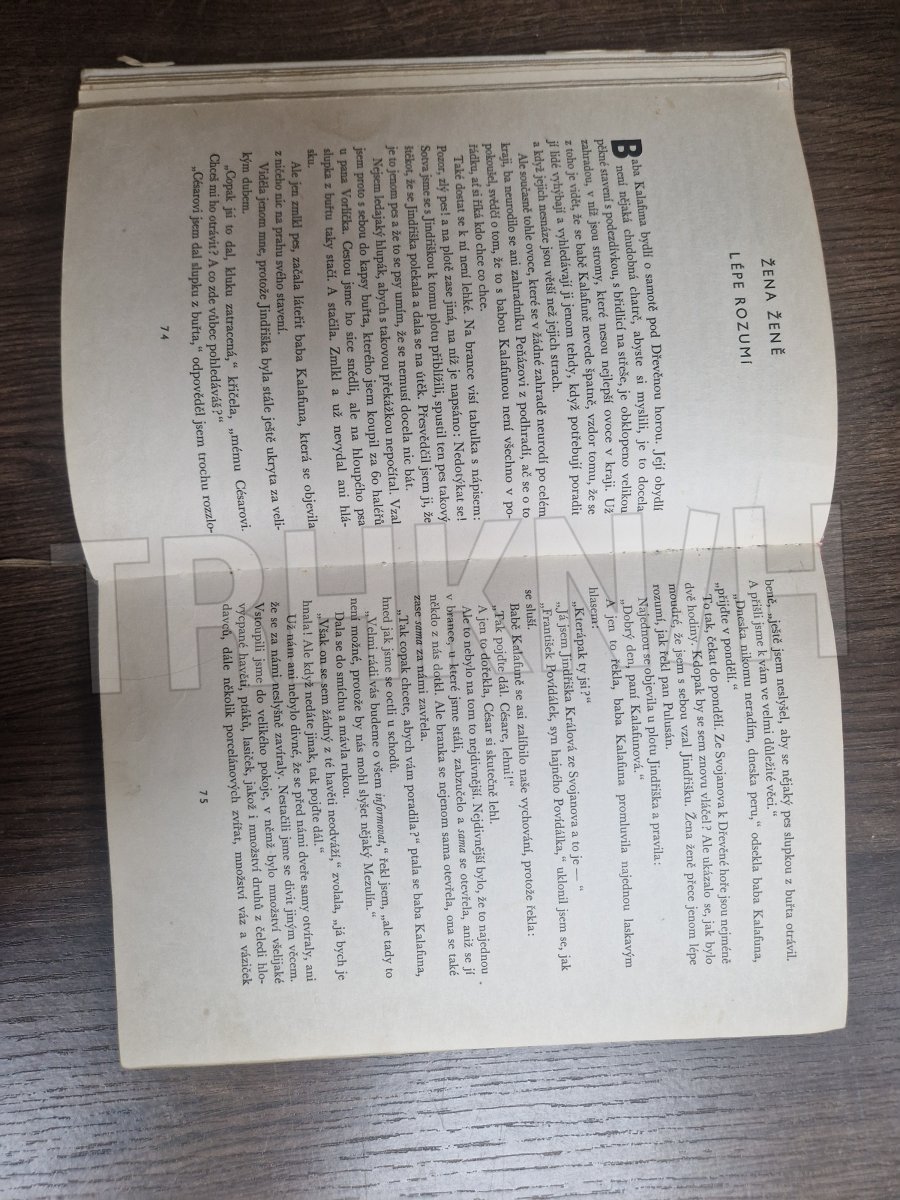 ŽENA ŽENĚ
LÉPE ROZUMÍ
Baba Kalafuna bydlí o samotě pod Dřevěnou horou. Její obydlí
není nějaká chudobná chatrč, abyste si myslili, je to docela
pěkné stavení s podezdívkou, s břidlicí na střeše, je oklopeno velikou
zahradou, v níž jsou stromy, které nesou nejlepší ovoce v kraji. Už
z toho je vidět, že se babě Kalafuně nevede špatně, vzdor tomu, že se
jí lidé vyhýbají a vyhledávají ji jenom tehdy, když potřebují poradit
a když jejich nesnáze jsou větší než jejich strach.
Ale současně tohle ovoce, které se v žádné zahradě neurodí po celém
kraji, ba neurodilo se ani zahradníku Peňázovi z podhradí, ač se o to
pokoušel, svědčí o tom, že to s babou Kalafunou není všechno v po-
řádku, ať si říká kdo chce co chce.
Také dostat se k ní není lehké. Na brance visí tabulka s nápisem:
Pozor, zlý pes! a na plotě zase jiná, na níž je napsáno: Nedotýkat se!
Sotva jsme se s Jindřiškou k tomu plotu přiblížili, spustil ten pes takový
štěkot, že se Jindřiška polekala a dala se na útěk. Přesvědčil jsem ji, že
je to jenom pes a že to se psy umím, že se nemusí docela nic bát.
Nejsem ledajaký hlupák, abych s takovou překážkou nepočítal. Vzal
jsem proto s sebou do kapsy buřta, kterého jsem koupil za 60 haléřů
u pana Vorlíčka. Cestou jsme ho sice snědli, ale na hloupého psa
slupka z buřtu taky stačí. A stačila. Zmlkl a už nevydal ani hlá-
sku.
Ale jen zmlkl pes, začala láteřit baba Kalafuna, která se objevila
z ničeho nic na prahu svého stavení.
Viděla jenom mne, protože Jindřiška byla stále ještě ukryta za veli-
kým dubem.
„Copak jsi to dal, kluku zatracená,“ křičela, „mému Césarovi.
Chceš mi ho otrávit? A co zde vůbec pohledáváš?“
„Césarovi jsem dal slupku z buřta,“ odpověděl jsem trochu rozzlo-
74
beně, „ještě jsem neslyšel, aby se nějaký pes slupkou z buřta otrávil.
A přišli jsme k vám ve velmi důležité věci.“
„Dneska nikomu neradím, dneska peru,“ odsekla baba Kalafuna,
„přijďte v pondělí.“
To tak, čekat do pondělí. Ze Svojanova k Dřevěné hoře jsou nejméně
dvě hodiny. Kdopak by se sem znovu vláčel? Ale ukázalo se, jak bylo
moudré, že jsem s sebou vzal Jindřišku. Žena ženě přece jenom lépe
rozumí, jak řekl pan Pulusán.
Najednou se objevila u plotu Jindřiška a pravila:
„Dobrý den, paní Kalafunová.“
A jen to řekla, baba Kalafuna promluvila najednou laskavým
hlasem:
„Kterápak ty jsi?“
„Já jsem Jindřiška Králová ze Svojanova a to je — “
„František Povídálek, syn hajného Povídálka,“ uklonil jsem se, jak
se sluší.
Babě Kalafuně se asi zalíbilo naše vychování, protože řekla:
„Pak pojďte dál. Césare, lehni!“
A jen to dořekla, César si skutečně lehl.
Ale to nebylo na tom to nejdivnější. Nejdivnější bylo, že to najednou
v brance, u které jsme stáli, zabzučelo a sama se otevřela, aniž se jí
někdo z nás dotkl. Ale branka se nejenom sama otevřela, ona se také
zase sama za námi zavřela.
„Tak copak chcete, abych vám poradila?“ ptala se baba Kalafuna,
hned jak jsme se octli u schodů.
„Velmi rádi vás budeme o všem informovat,“ řekl jsem, „ale tady to
není možné, protože by nás mohl slyšet nějaký Mezulín.“
Dala se do smíchu a mávla rukou.
„Však on se sem žádný z té havěti neodváží,“ zvolala, „já bych je
hnala! Ale když nedáte jinak, tak pojďte dál.“
Už nám ani nebylo divné, že se před námi dveře samy otvíraly, ani
že se za námi neslyšně zavíraly. Nestačili jsme se divit jiným věcem.
Vstoupili jsme do velkého pokoje, v němž bylo množství všelijaké
vycpané havěti, ptáků, lasiček, jakož i množství druhů z čeledi hlo-
davců, dále několik porcelánových zvířat, množství váz a váziček
75
TRHKNIH